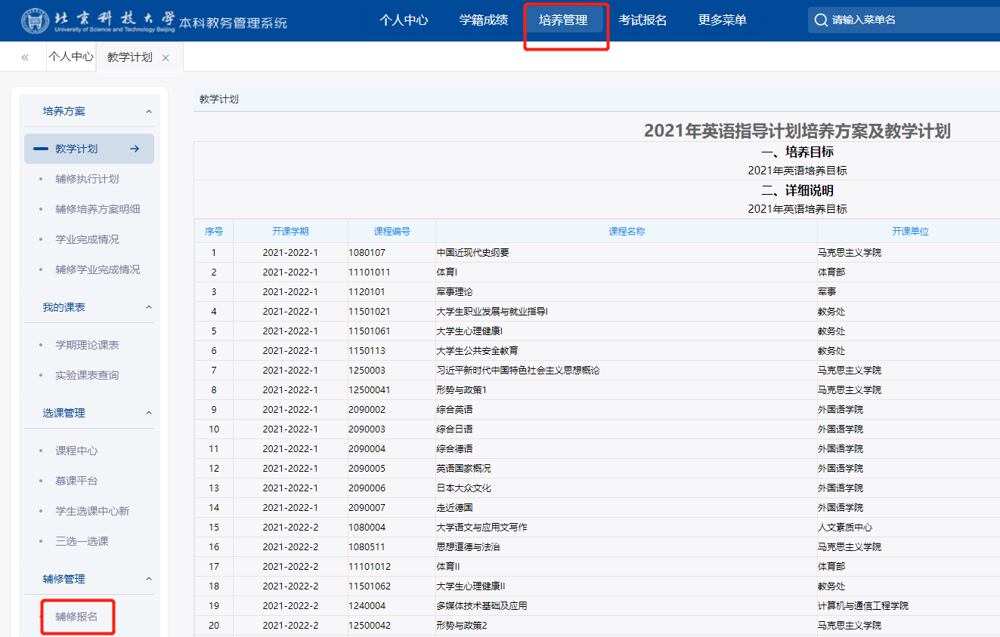 北京科技大学 本科教务管理系统
University of Science and Technology Beijing
个人中心 学籍成绩 培养管理 考试报名 更多菜单 请输入菜单名
« 个人中心 教学计划 ×
培养方案
教学计划
辅修执行计划
辅修培养方案明细
学业完成情况
辅修学业完成情况
我的课表
学期理论课表
实验课表查询
选课管理
课程中心
慕课平台
学生选课中心新
三选一选课
辅修管理
辅修报名
教学计划
2021年英语指导计划培养方案及教学计划
一、培养目标
2021年英语培养目标
二、详细说明
2021年英语培养目标
序号 开课学期 课程编号 课程名称 开课单位
1 2021-2022-1 1080107 中国近现代史纲要 马克思主义学院
2 2021-2022-1 11101011 体育I 体育部
3 2021-2022-1 1120101 军事理论 军事
4 2021-2022-1 11501021 大学生职业发展与就业指导I 教务处
5 2021-2022-1 11501061 大学生心理健康I 教务处
6 2021-2022-1 1150113 大学生公共安全教育 教务处
7 2021-2022-1 1250003 习近平新时代中国特色社会主义思想概论 马克思主义学院
8 2021-2022-1 12500041 形势与政策1 马克思主义学院
9 2021-2022-1 2090002 综合英语 外国语学院
10 2021-2022-1 2090003 综合日语 外国语学院
11 2021-2022-1 2090004 综合德语 外国语学院
12 2021-2022-1 2090005 英语国家概况 外国语学院
13 2021-2022-1 2090006 日本大众文化 外国语学院
14 2021-2022-1 2090007 走近德国 外国语学院
15 2021-2022-2 1080004 大学语文与应用文写作 人文素质中心
16 2021-2022-2 1080511 思想道德与法治 马克思主义学院
17 2021-2022-2 11101012 体育II 体育部
18 2021-2022-2 11501062 大学生心理健康II 教务处
19 2021-2022-2 1240004 多媒体技术基础及应用 计算机与通信工程学院
20 2021-2022-2 12500042 形势与政策2 马克思主义学院